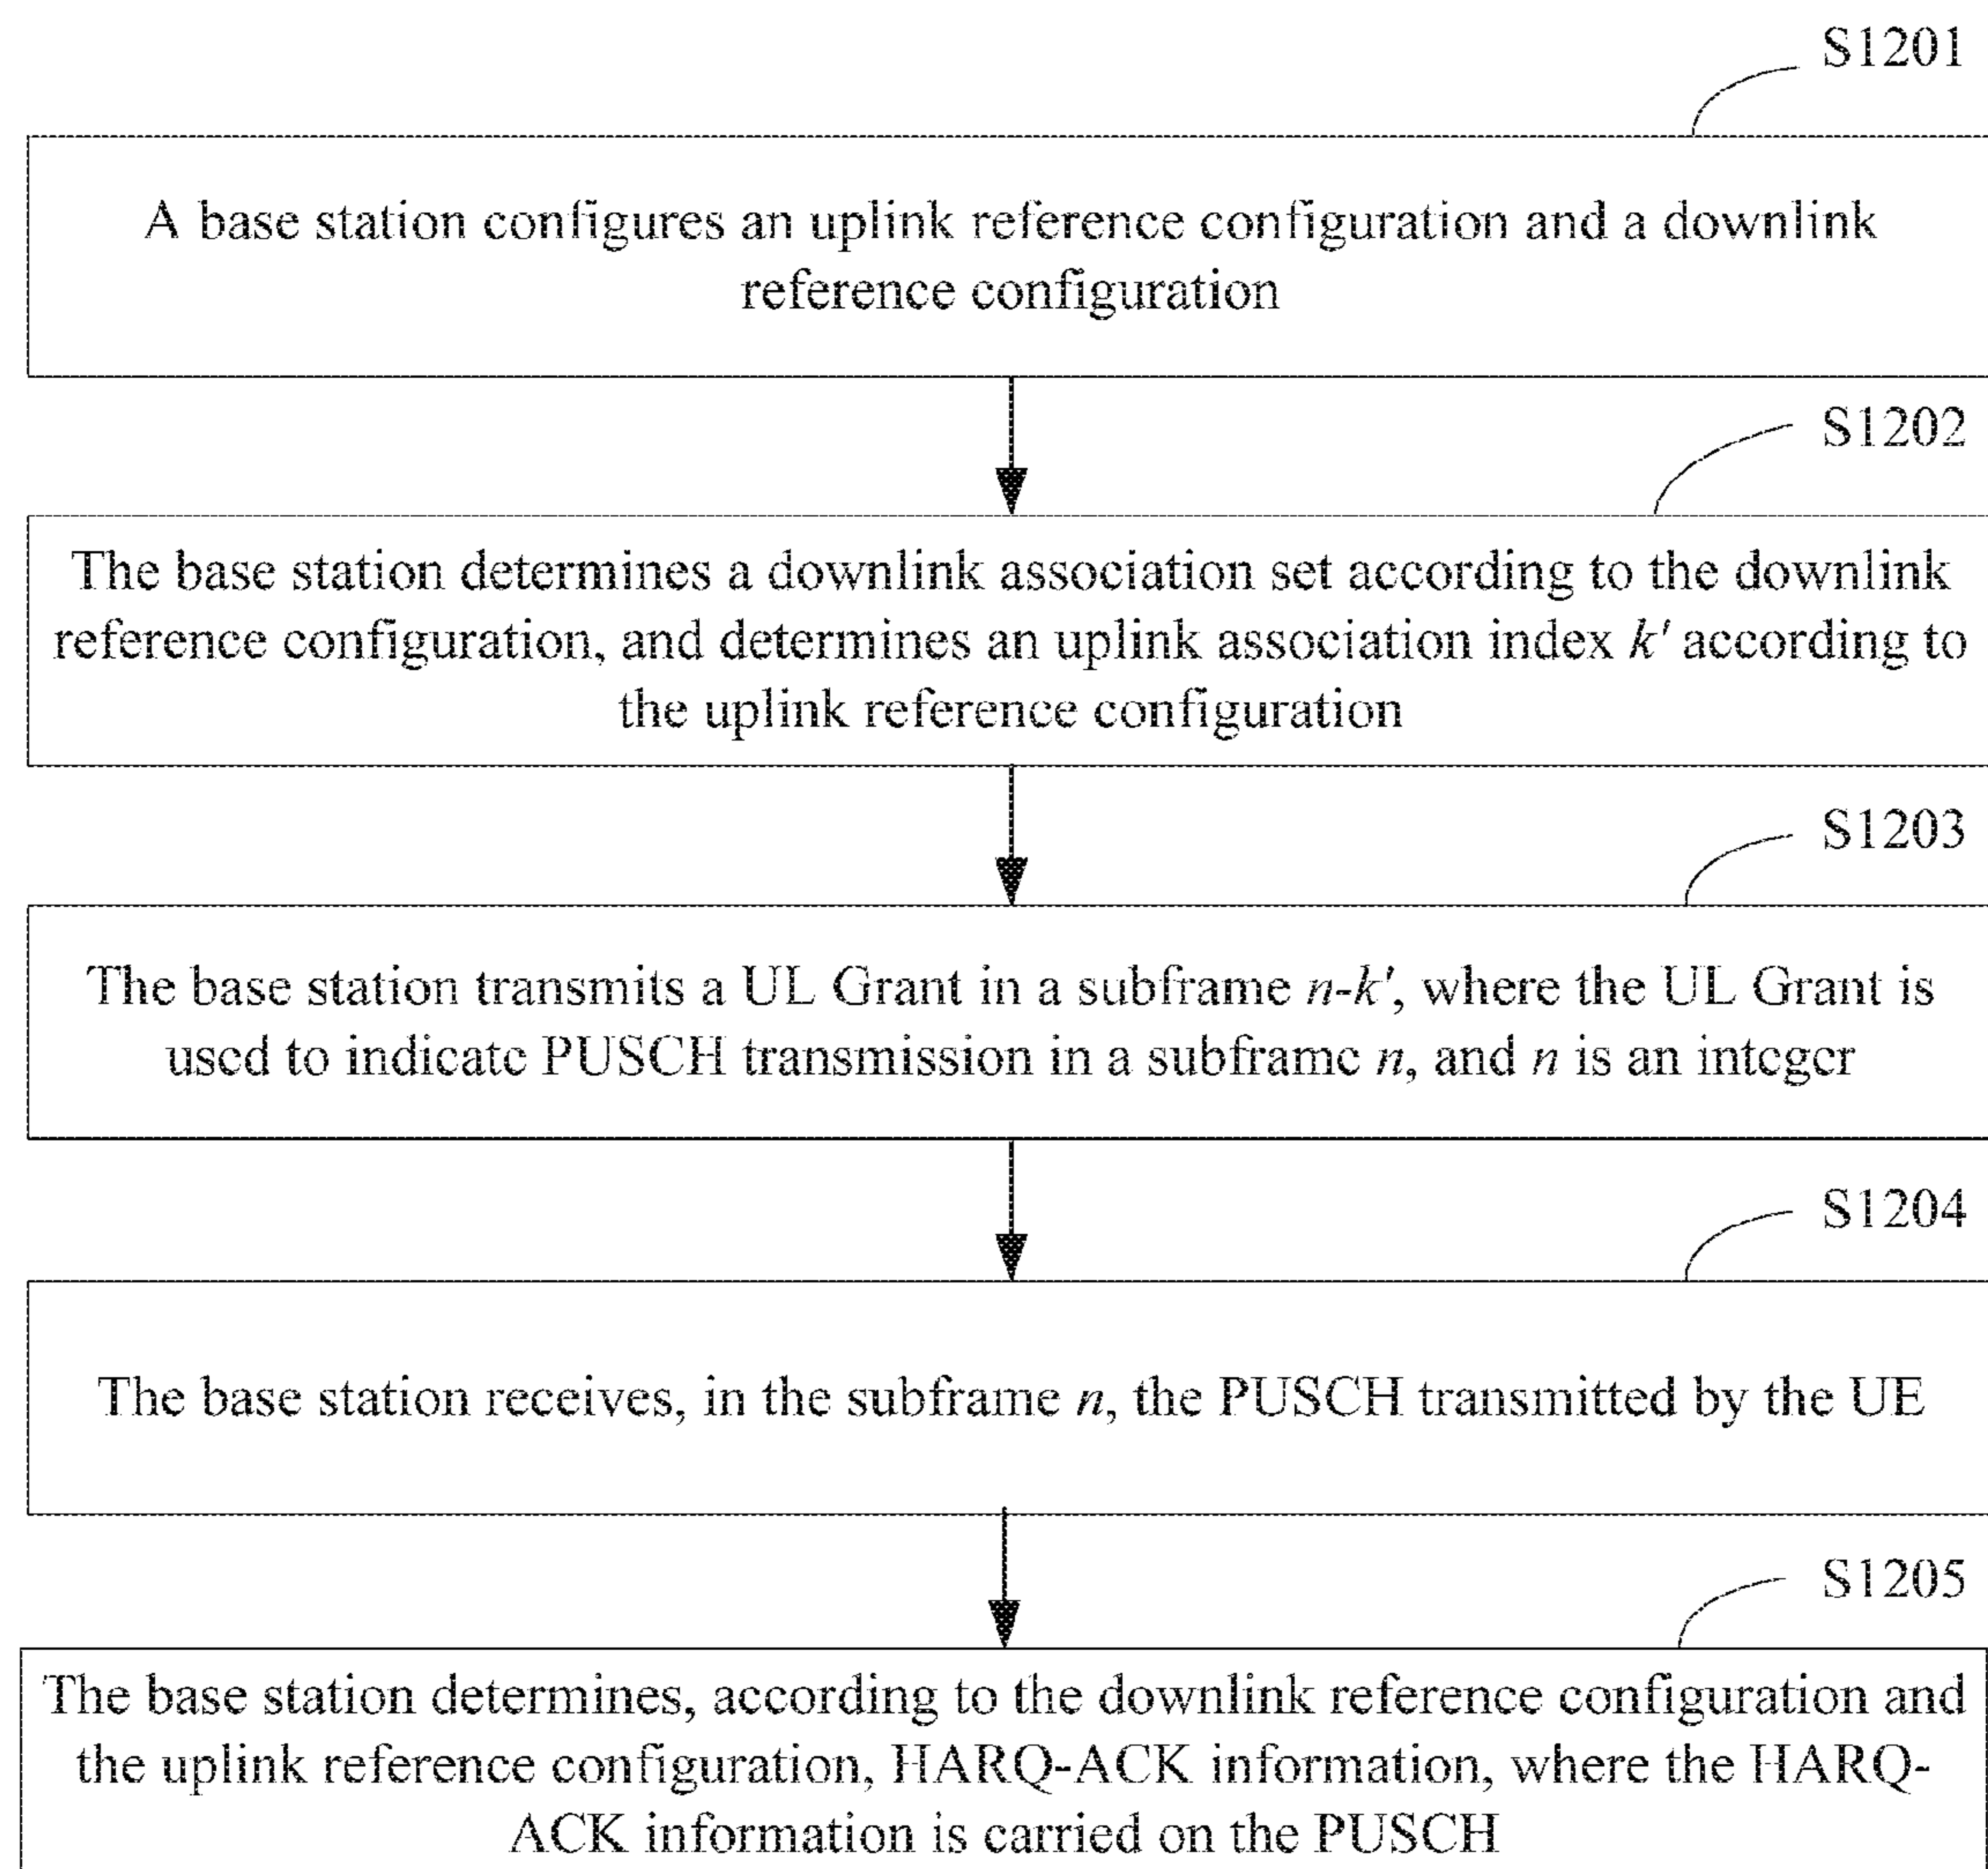 S1201
A base station configures an uplink reference configuration and a downlink
reference configuration
S1202
The base station determines a downlink association set according to the downlink
reference configuration, and determines an uplink association index k' according to
the uplink reference configuration
S1203
The base station transmits a UL Grant in a subframe n-k', where the UL Grant is
used to indicate PUSCH transmission in a subframe n, and n is an integer
S1204
The base station receives, in the subframe n, the PUSCH transmitted by the UE
S1205
The base station determines, according to the downlink reference configuration and
the uplink reference configuration, HARQ-ACK information, where the HARQ-
ACK information is carried on the PUSCH